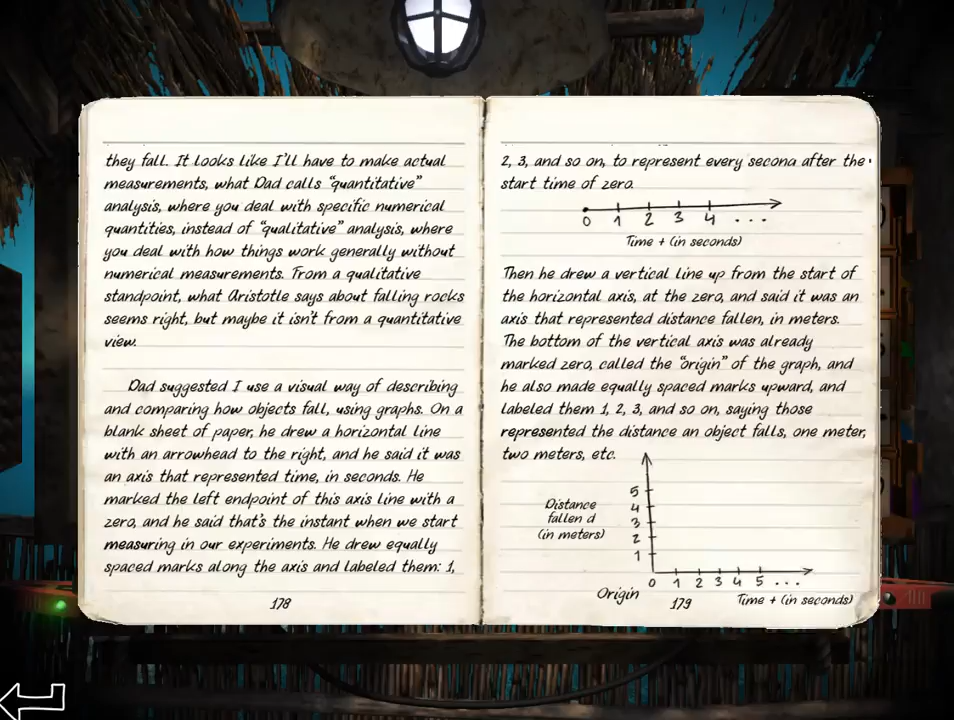 they fall. It looks like I'll have to make actual
measurements, what Dad calls "quantitative"
analysis, where you deal with specific numerical
quantities, instead of "qualitative" analysis, where
you deal with how things work generally without
numerical measurements. From a qualitative
standpoint, what Aristotle says about falling rocks
seems right, but maybe it isn't from a quantitative
view.
Dad suggested I use a visual way of describing
and comparing how objects fall, using graphs. On a
blank sheet of paper, he drew a horizontal line
with an arrowhead to the right, and he said it was
an axis that represented time, in seconds. He
marked the left endpoint of this axis line with a
zero, and he said that's the instant when we start
measuring in our experiments. He drew equally
spaced marks along the axis and labeled them: 1,
178
2, 3, and so on, to represent every second after the
start time of zero.
0 1 2 3 4 ...
Time t (in seconds)
Then he drew a vertical line up from the start of
the horizontal axis, at the zero, and said it was an
axis that represented distance fallen, in meters.
The bottom of the vertical axis was already
marked zero, called the "origin" of the graph, and
he also made equally spaced marks upward, and
labeled them 1, 2, 3, and so on, saying those
represented the distance an object falls, one meter,
two meters, etc.
5
4
3
2
1
Distance
fallen d
(in meters)
0 1 2 3 4 5 ...
Origin
Time t (in seconds)
179